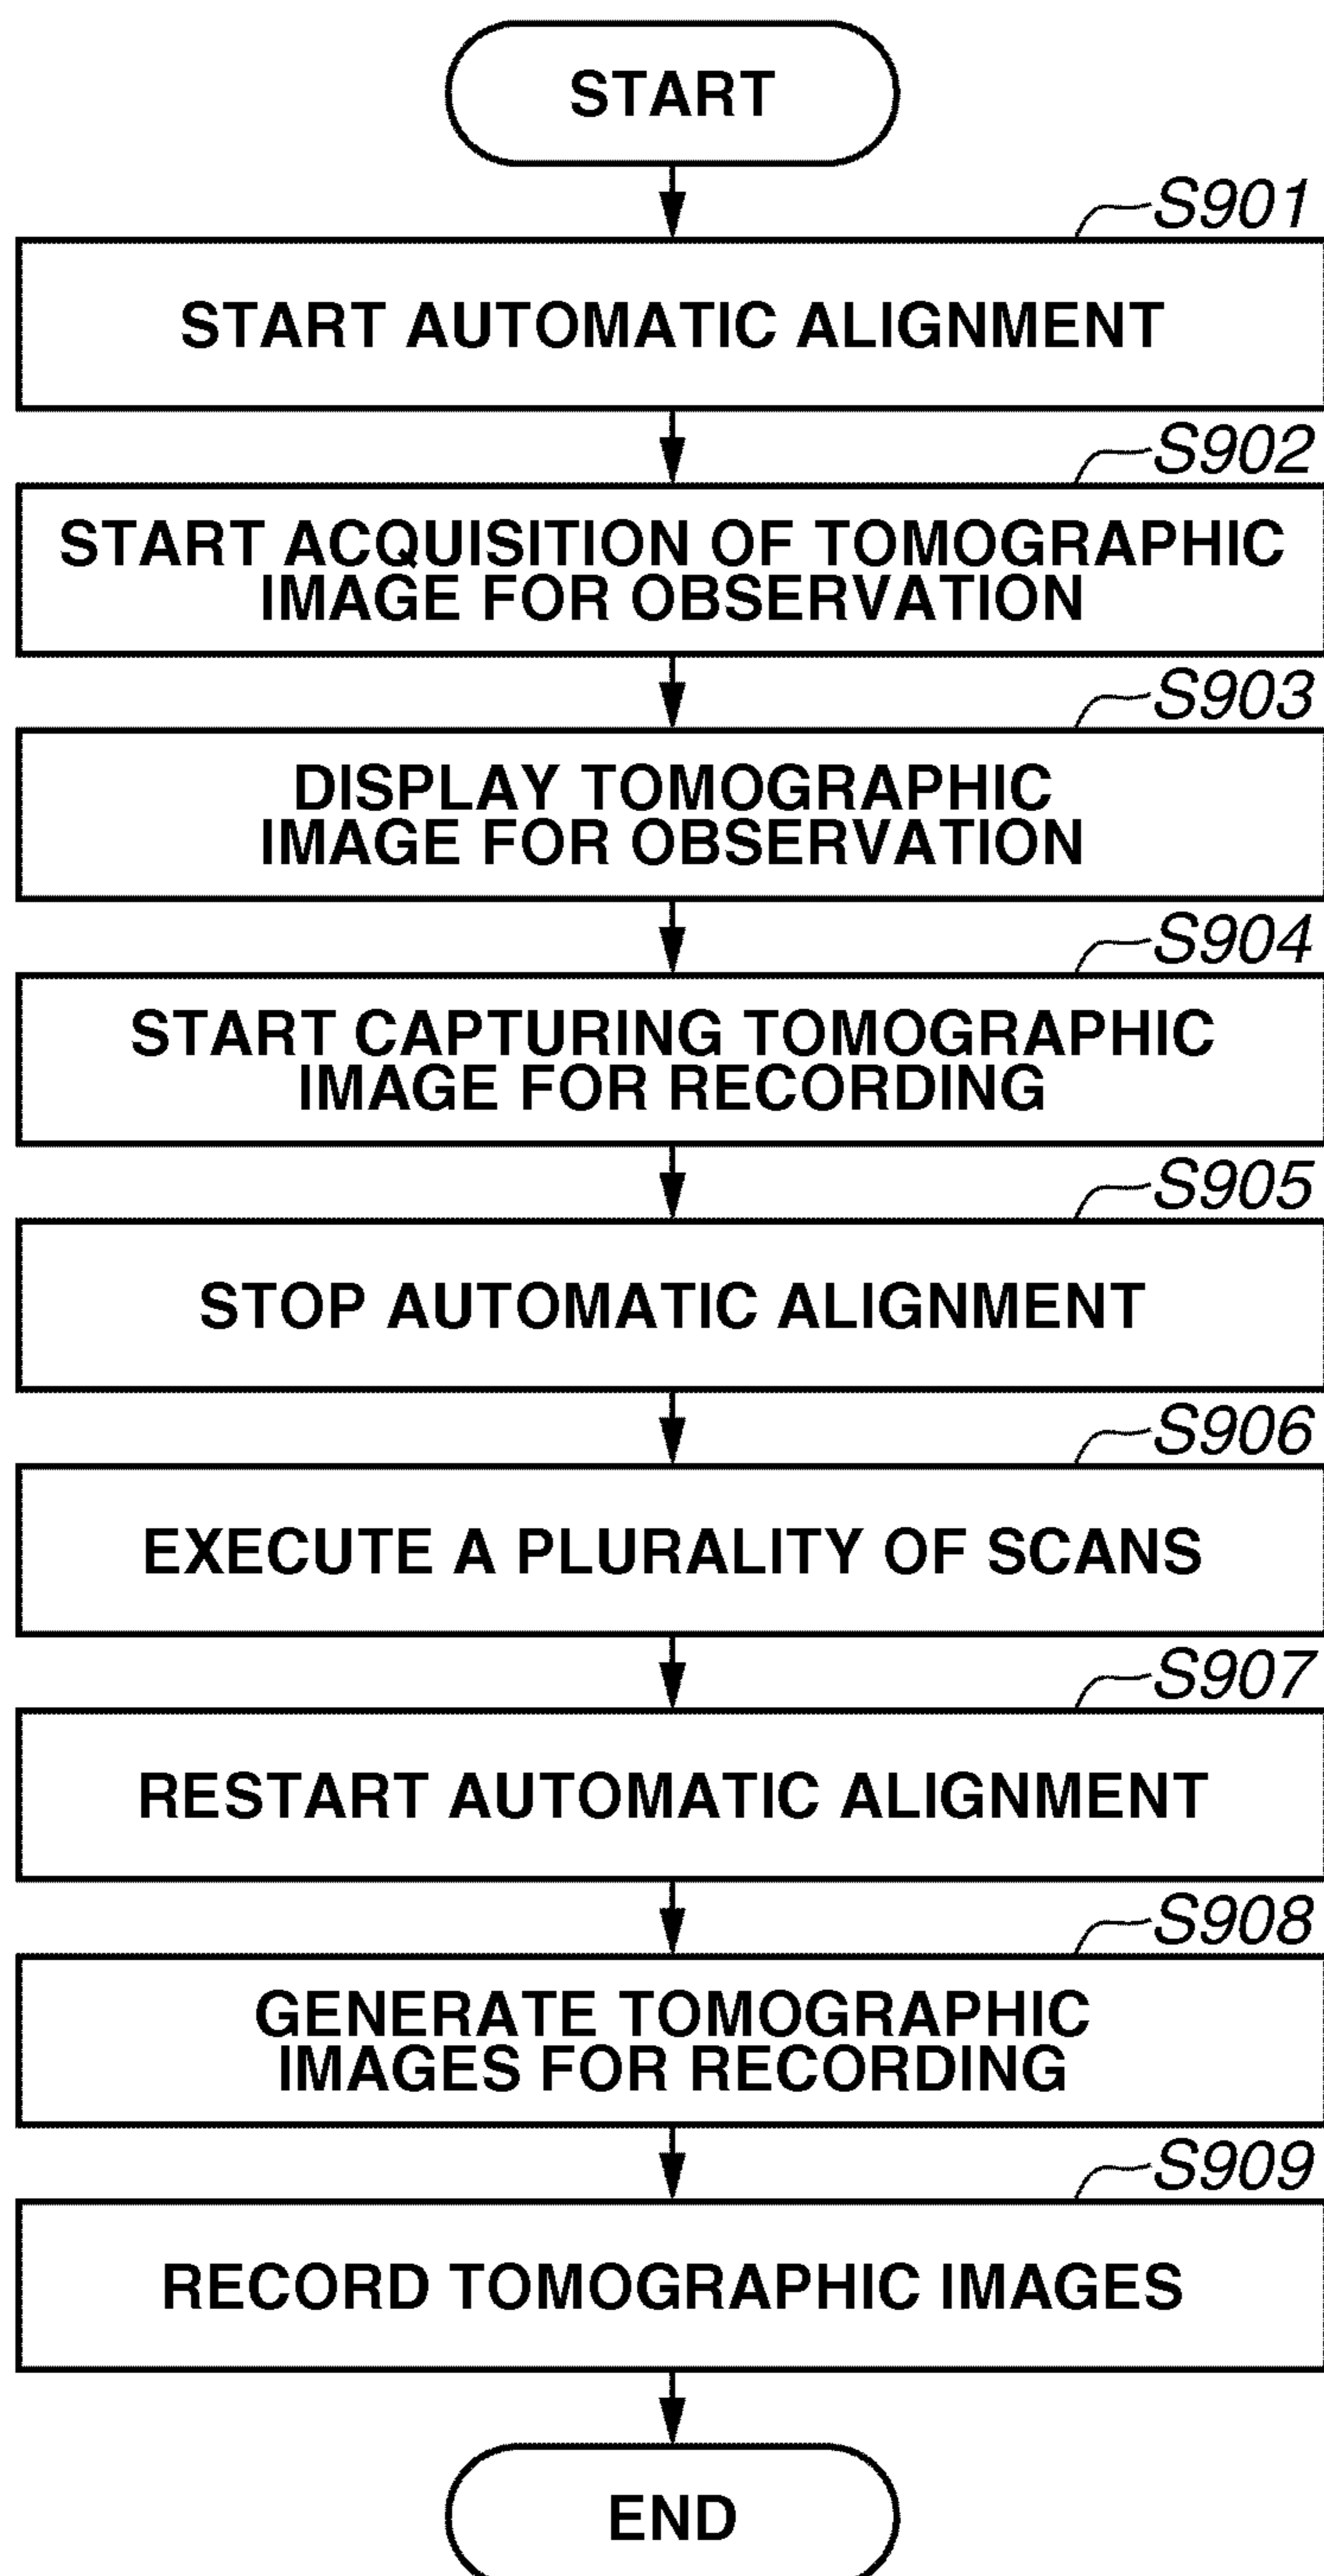 START
S901
START AUTOMATIC ALIGNMENT
S902
START ACQUISITION OF TOMOGRAPHIC
IMAGE FOR OBSERVATION
S903
DISPLAY TOMOGRAPHIC
IMAGE FOR OBSERVATION
S904
START CAPTURING TOMOGRAPHIC
IMAGE FOR RECORDING
S905
STOP AUTOMATIC ALIGNMENT
S906
EXECUTE A PLURALITY OF SCANS
S907
RESTART AUTOMATIC ALIGNMENT
S908
GENERATE TOMOGRAPHIC
IMAGES FOR RECORDING
S909
RECORD TOMOGRAPHIC IMAGES
END